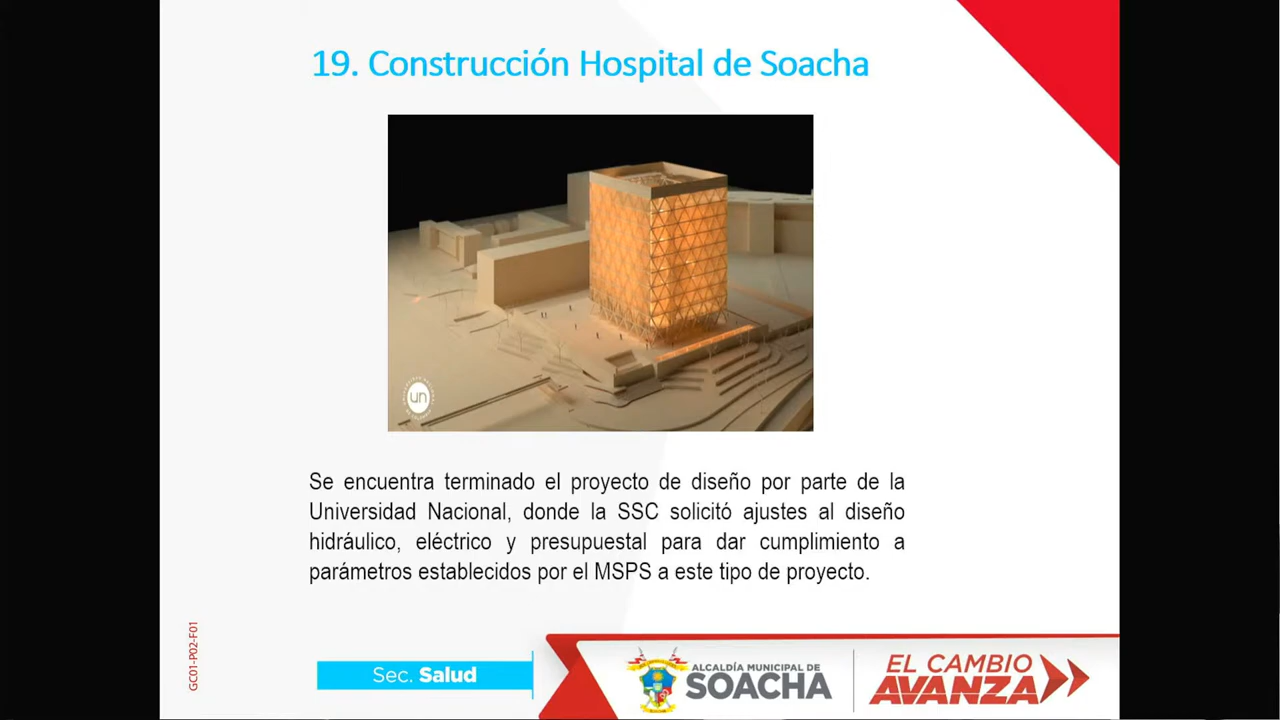 19. Construcción Hospital de Soacha
un
Se encuentra terminado el proyecto de diseño por parte de la
Universidad Nacional, donde la SSC solicitó ajustes al diseño
hidráulico, eléctrico y presupuestal para dar cumplimiento a
parámetros establecidos por el MSPS a este tipo de proyecto.
GC01-P02-F01
Sec. Salud
ALCALDÍA MUNICIPAL DE
SOACHA
EL CAMBIO
AVANZA